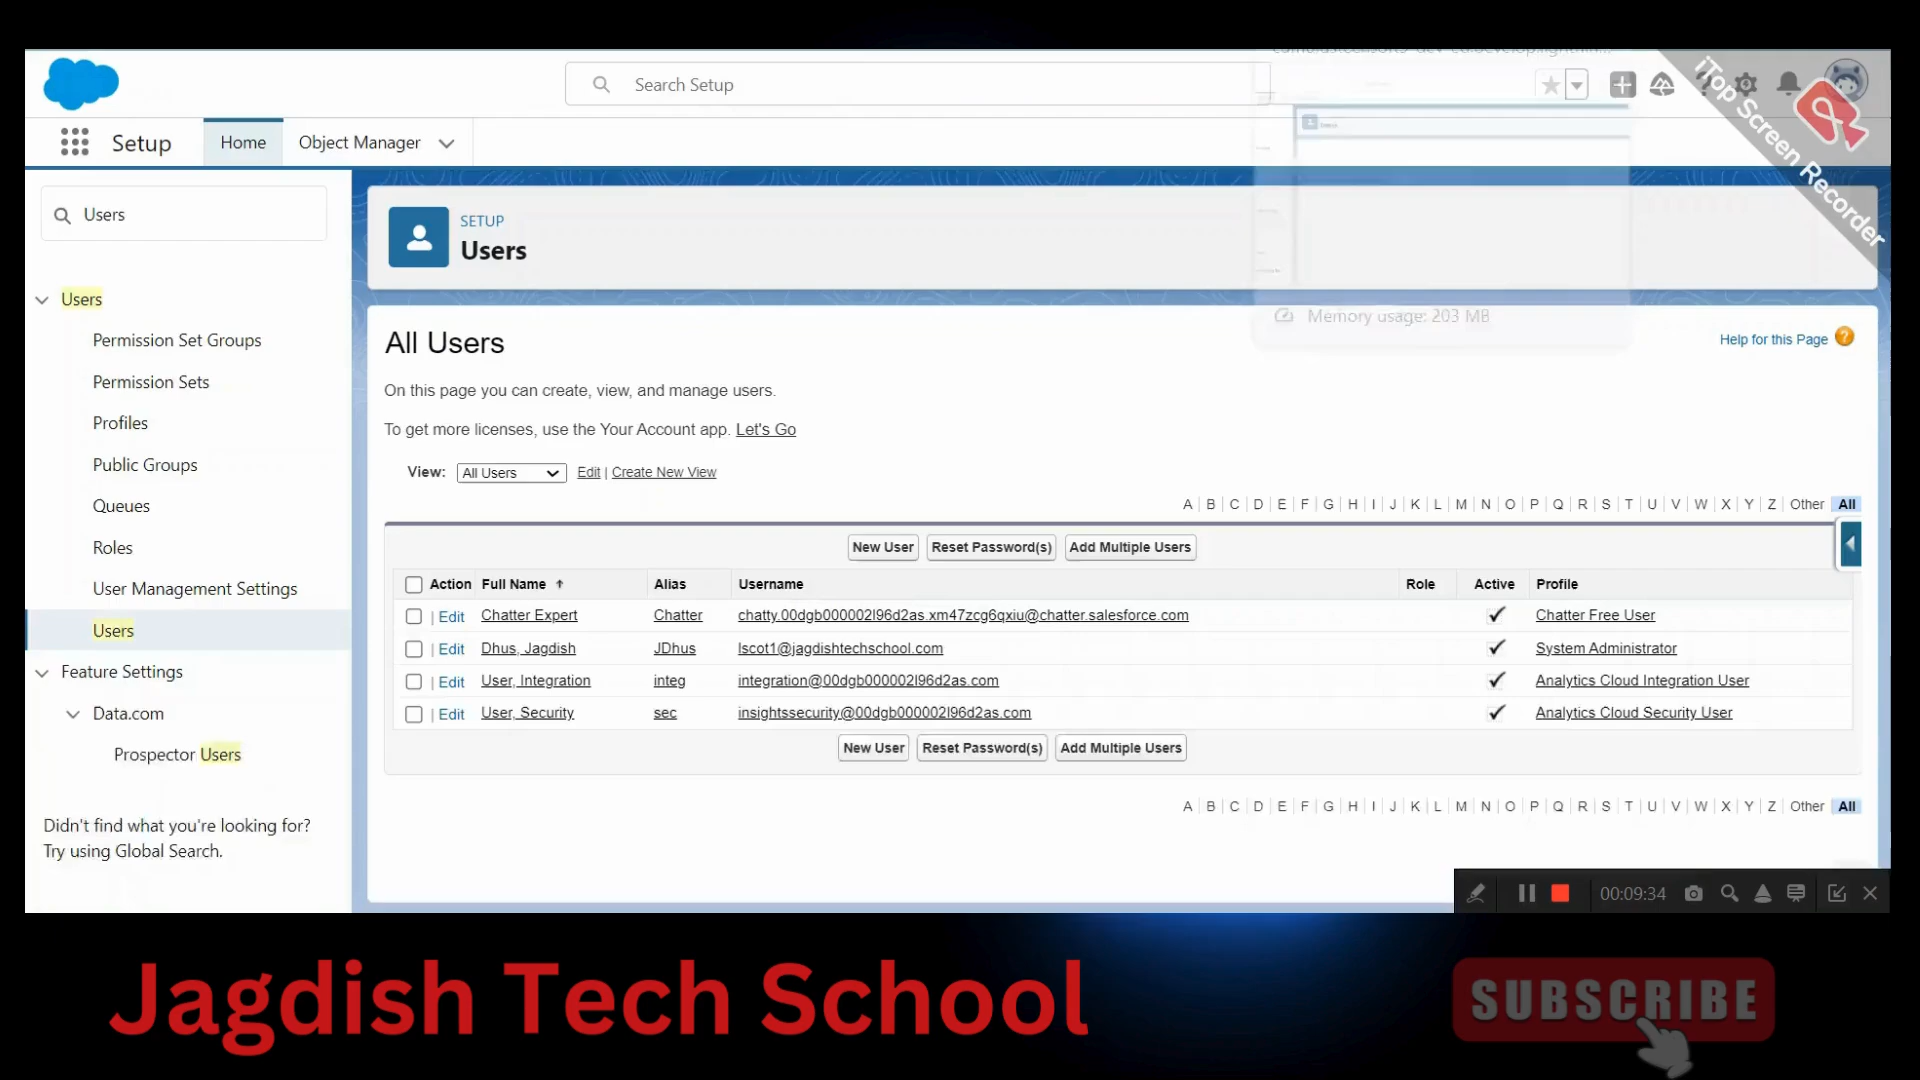 Search Setup
iTop Screen Recorder
Setup
Home
Object Manager
Users
SETUP
Users
Memory usage: 203 MB
Users
Permission Set Groups
Permission Sets
Profiles
Public Groups
Queues
Roles
User Management Settings
Users
Feature Settings
Data.com
Prospector Users
Didn't find what you're looking for?
Try using Global Search.
All Users
Help for this Page
On this page you can create, view, and manage users.
To get more licenses, use the Your Account app. Let's Go
View: All Users Edit | Create New View
A | B | C | D | E | F | G | H | I | J | K | L | M | N | O | P | Q | R | S | T | U | V | W | X | Y | Z | Other All
New User Reset Password(s) Add Multiple Users
Action Full Name ↑ Alias Username Role Active Profile
| Edit Chatter Expert Chatter chatty.00dgb000002l96d2as.xm47zcg6qxiu@chatter.salesforce.com ✓ Chatter Free User
| Edit Dhus, Jagdish JDhus lscot1@jagdishtechschool.com ✓ System Administrator
| Edit User, Integration integ integration@00dgb000002l96d2as.com ✓ Analytics Cloud Integration User
| Edit User, Security sec insightssecurity@00dgb000002l96d2as.com ✓ Analytics Cloud Security User
New User Reset Password(s) Add Multiple Users
A | B | C | D | E | F | G | H | I | J | K | L | M | N | O | P | Q | R | S | T | U | V | W | X | Y | Z | Other All
00:09:34
Jagdish Tech School
SUBSCRIBE